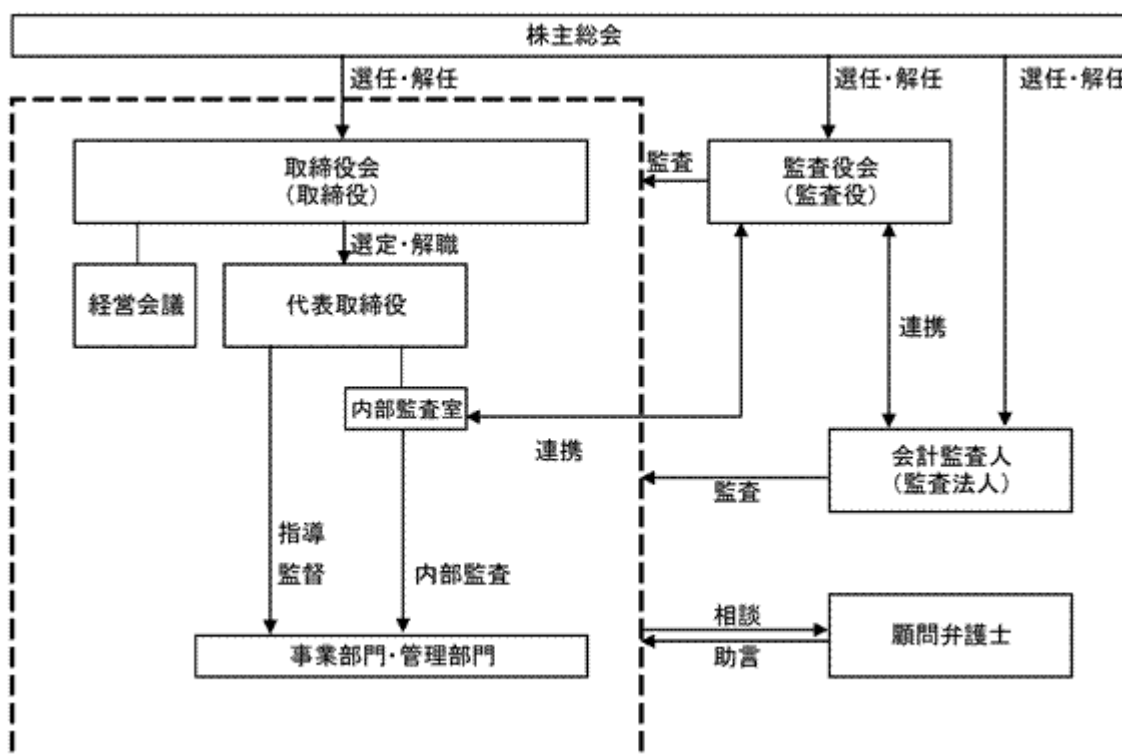 株主総会
選任・解任
選任・解任
選任・解任
取締役会
(取締役)
監査
監査役会
(監査役)
選定・解職
経営会議
代表取締役
連携
内部監査室
連携
会計監査人
(監査法人)
監査
指導
監督
内部監査
相談
助言
顧問弁護士
事業部門・管理部門